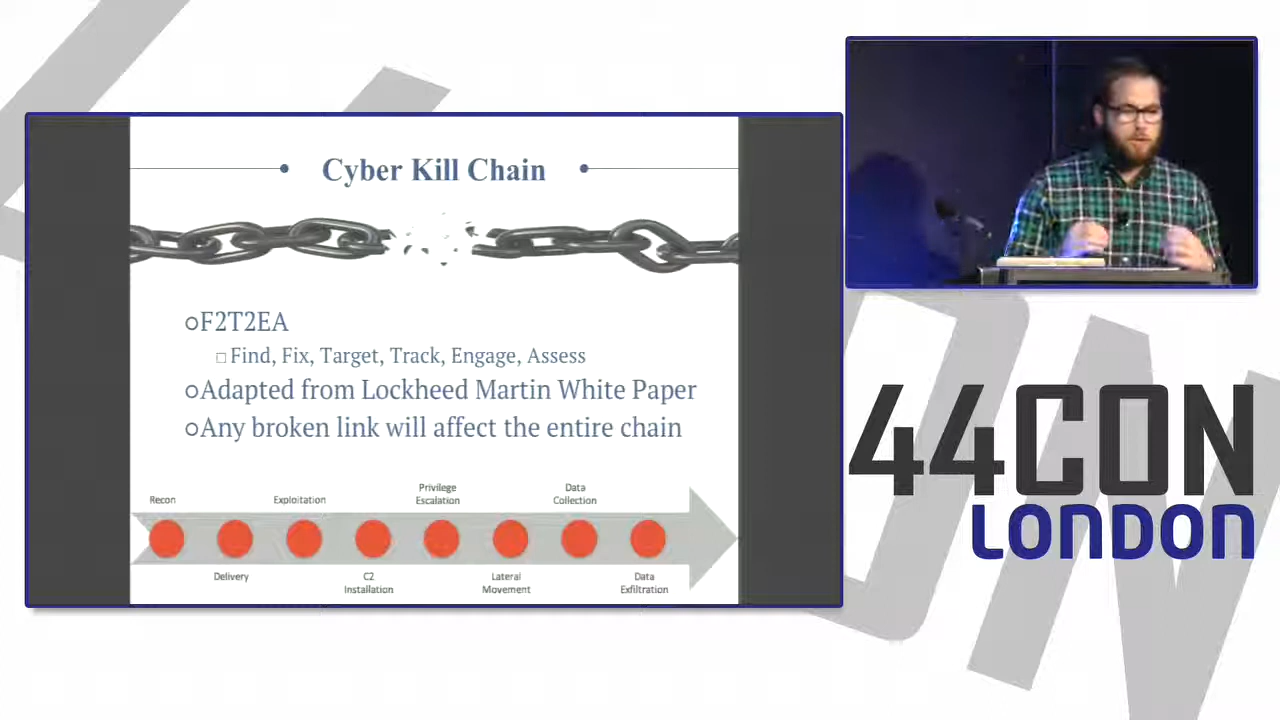 Cyber Kill Chain
F2T2EA
Find, Fix, Target, Track, Engage, Assess
Adapted from Lockheed Martin White Paper
Any broken link will affect the entire chain
Recon
Exploitation
Privilege
Escalation
Data
Collection
Delivery
C2
Installation
Lateral
Movement
Data
Exfiltration
44CON
LONDON